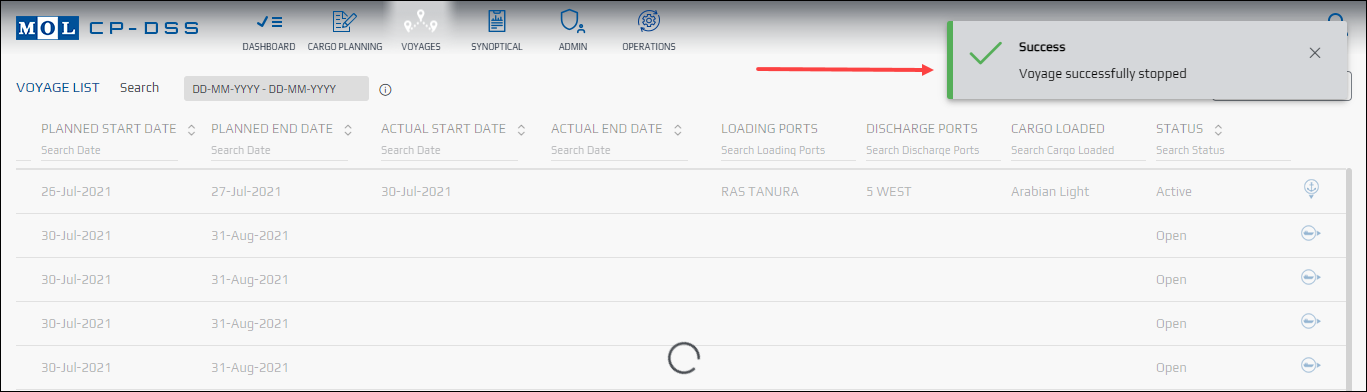 MOL CP-DSS
DASHBOARD CARGO PLANNING VOYAGES SYNOPTICAL ADMIN OPERATIONS
Success
Voyage successfully stopped
VOYAGE LIST Search DD-MM-YYYY - DD-MM-YYYY
PLANNED START DATE PLANNED END DATE ACTUAL START DATE ACTUAL END DATE LOADING PORTS DISCHARGE PORTS CARGO LOADED STATUS
Search Date Search Date Search Date Search Date Search Loading Ports Search Discharge Ports Search Cargo Loaded Search Status
26-Jul-2021 27-Jul-2021 30-Jul-2021 RAS TANURA 5 WEST Arabian Light Active
30-Jul-2021 31-Aug-2021 Open
30-Jul-2021 31-Aug-2021 Open
30-Jul-2021 31-Aug-2021 Open
30-Jul-2021 31-Aug-2021 Open